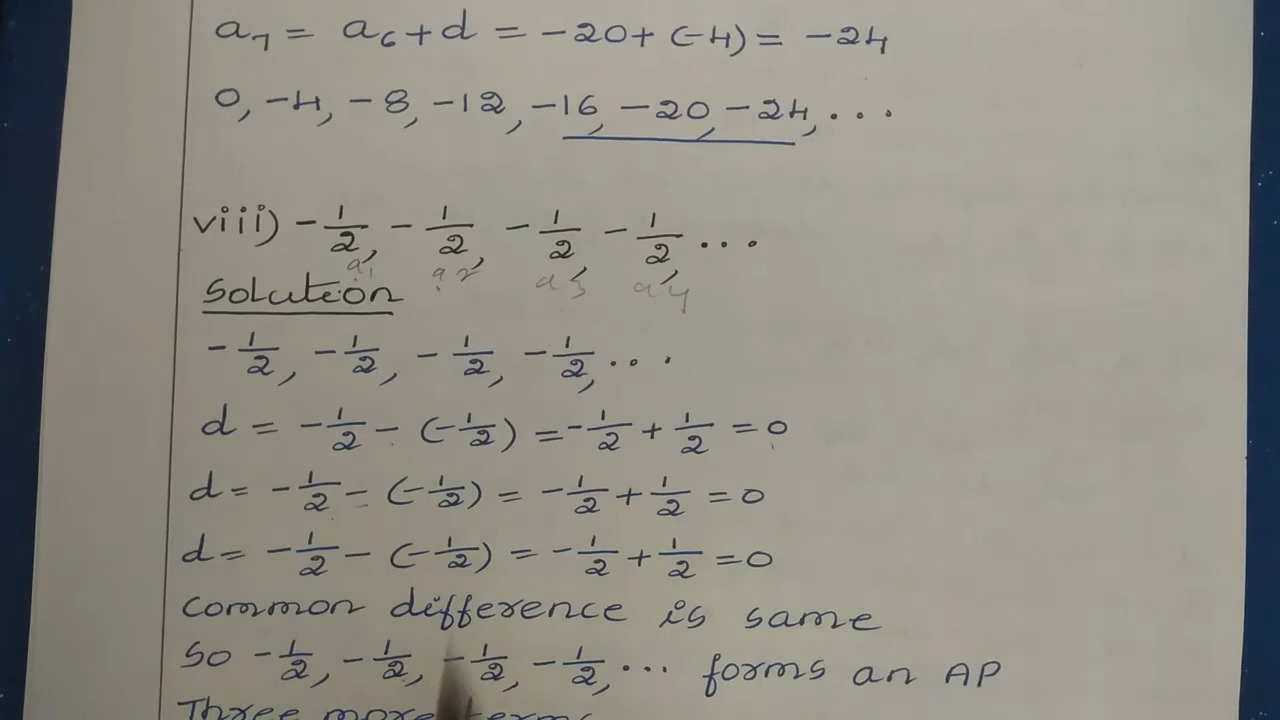 a₇ = a₆ + d = -20 + (-4) = -24
0, -4, -8, -12, -16, -20, -24, ...
viii) -1/2, -1/2, -1/2, -1/2, ...
a₁ a2 a3 a4
Solution
-1/2, -1/2, -1/2, -1/2, ...
d = -1/2 - (-1/2) = -1/2 + 1/2 = 0
d = -1/2 - (-1/2) = -1/2 + 1/2 = 0
d = -1/2 - (-1/2) = -1/2 + 1/2 = 0
common difference is same
So -1/2, -1/2, -1/2, -1/2, ... forms an AP
Three more terms